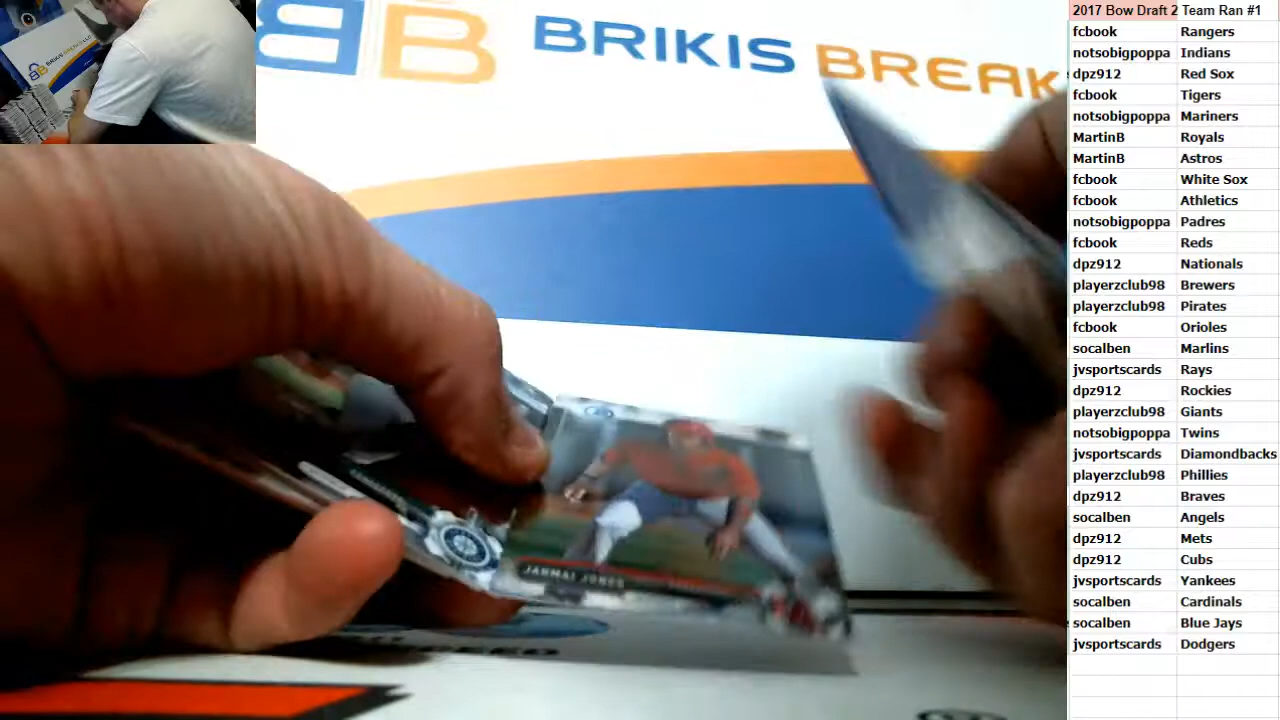 BRIKIS BREAK
BB BRIKIS BREAK
JAHMAI JONES
2017 Bow Draft 2 Team Ran #1
fcbook Rangers
notsobigpoppa Indians
dpz912 Red Sox
fcbook Tigers
notsobigpoppa Mariners
MartinB Royals
MartinB Astros
fcbook White Sox
fcbook Athletics
notsobigpoppa Padres
fcbook Reds
dpz912 Nationals
playerzclub98 Brewers
playerzclub98 Pirates
fcbook Orioles
socalben Marlins
jvsportscards Rays
dpz912 Rockies
playerzclub98 Giants
notsobigpoppa Twins
jvsportscards Diamondbacks
playerzclub98 Phillies
dpz912 Braves
socalben Angels
dpz912 Mets
dpz912 Cubs
jvsportscards Yankees
socalben Cardinals
socalben Blue Jays
jvsportscards Dodgers